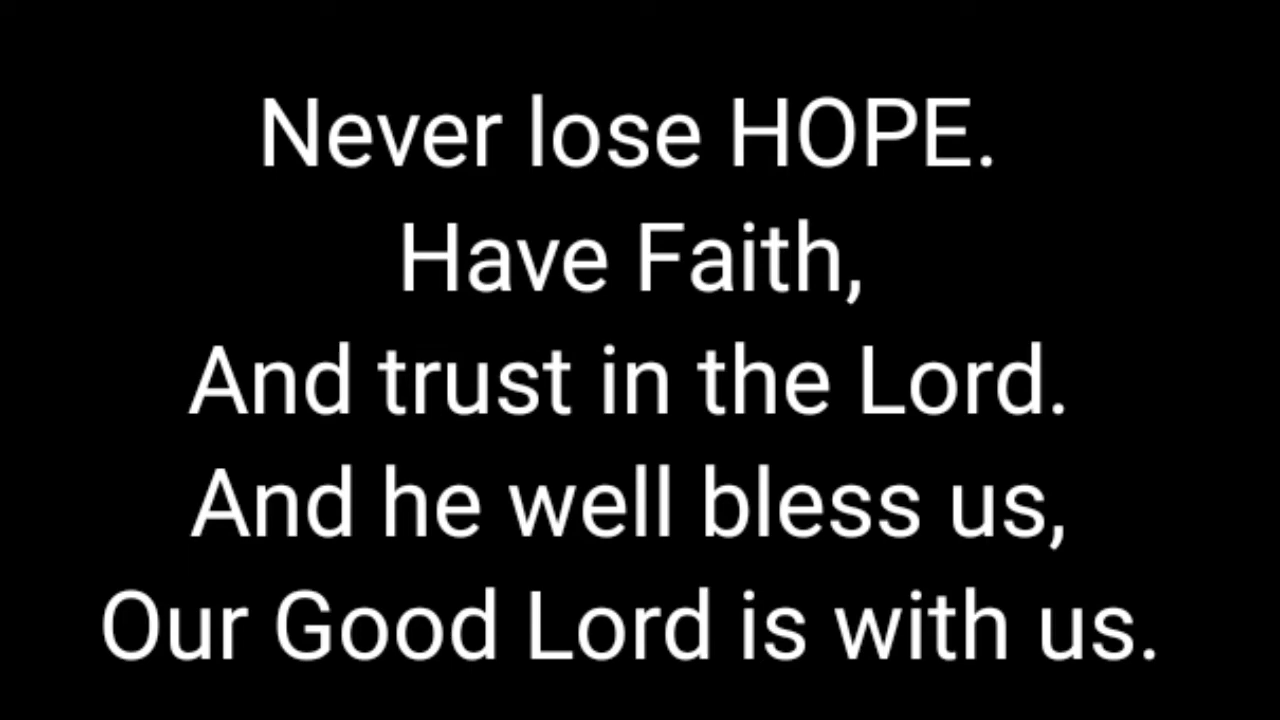 Never lose HOPE.
Have Faith,
And trust in the Lord.
And he well bless us,
Our Good Lord is with us.